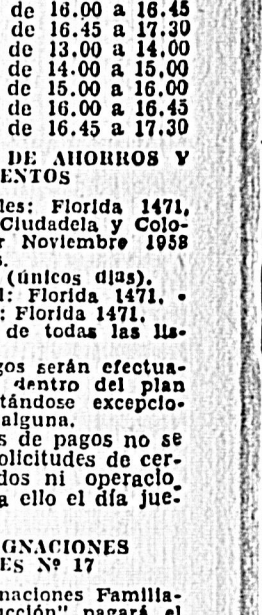 de 16.00 a 16.45
de 16.45 a 17.30
de 13.00 a 14.00
de 14.00 a 15.00
de 15.00 a 16.00
de 16.00 a 16.45
de 16.45 a 17.30
DE AHORROS Y
ENTOS
les: Florida 1471,
Ciudadela y Colo-
r Noviembre 1958
s.
(únicos días).
l: Florida 1471.
: Florida 1471.
de todas las lis-
gos serán efectua-
dentro del plan
tándose excepcio-
alguna.
s de pagos no se
olicitudes de cer-
dos ni operacio
a ello el día jue-
GNACIONES
ES Nº 17
naciones Familia-
cción" pagará el